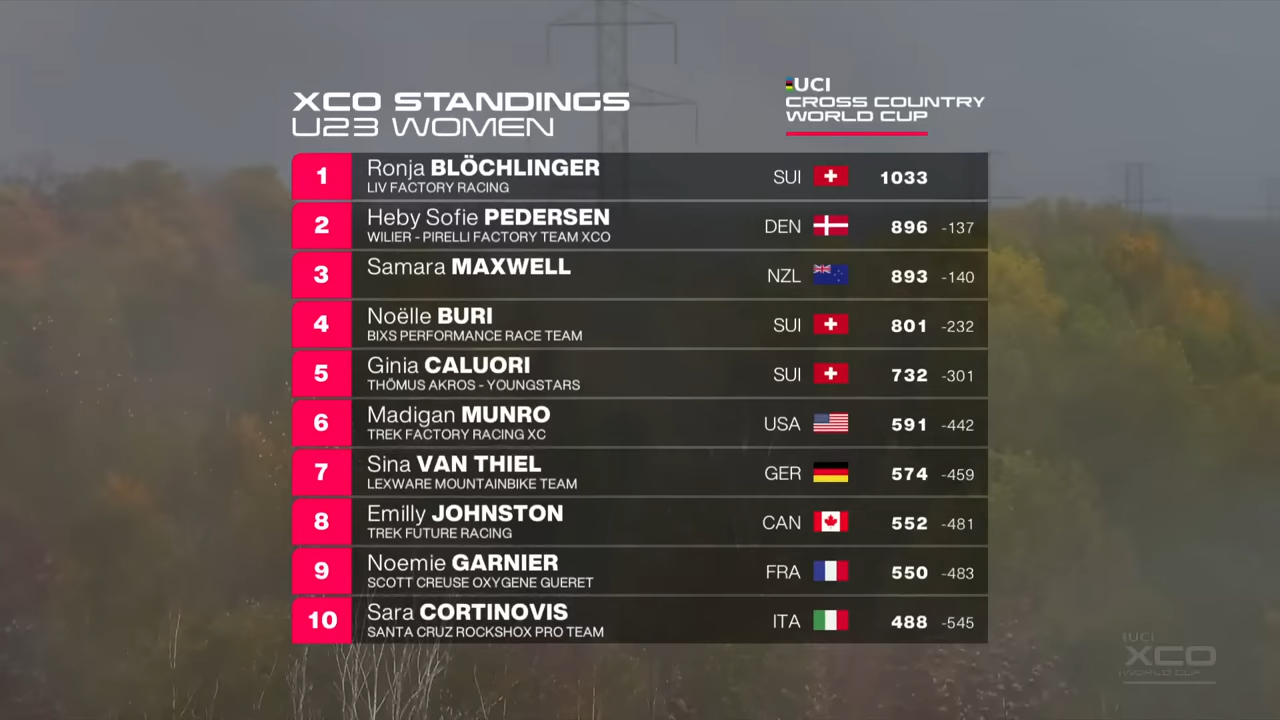 XCO STANDINGS
U23 WOMEN
UCI
CROSS COUNTRY
WORLD CUP
1 Ronja BLÖCHLINGER SUI 1033
LIV FACTORY RACING
2 Heby Sofie PEDERSEN DEN 896 -137
WILIER - PIRELLI FACTORY TEAM XCO
3 Samara MAXWELL NZL 893 -140
4 Noëlle BURI SUI 801 -232
BIXS PERFORMANCE RACE TEAM
5 Ginia CALUORI SUI 732 -301
THÖMUS AKROS - YOUNGSTARS
6 Madigan MUNRO USA 591 -442
TREK FACTORY RACING XC
7 Sina VAN THIEL GER 574 -459
LEXWARE MOUNTAINBIKE TEAM
8 Emilly JOHNSTON CAN 552 -481
TREK FUTURE RACING
9 Noemie GARNIER FRA 550 -483
SCOTT CREUSE OXYGENE GUERET
10 Sara CORTINOVIS ITA 488 -545
SANTA CRUZ ROCKSHOX PRO TEAM
UCI
XCO
WORLD CUP